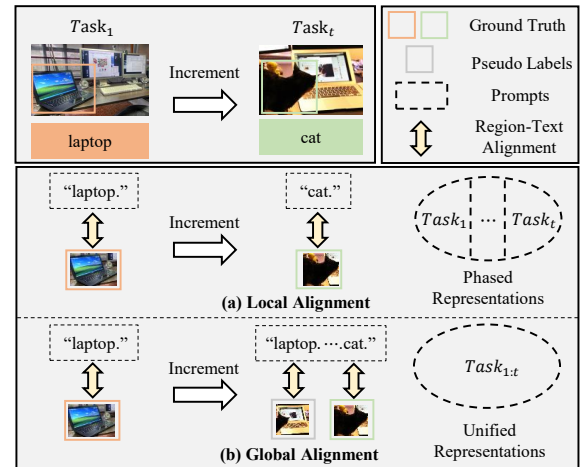 Task₁
Taskₜ
Increment
laptop
cat
Ground Truth
Pseudo Labels
Prompts
Region-Text
Alignment
“laptop.”
Increment
“cat.”
Task₁ ⋯ Taskₜ
Phased
Representations
(a) Local Alignment
“laptop.”
Increment
“laptop. ⋯.cat.”
Task₁:ₜ
Unified
Representations
(b) Global Alignment